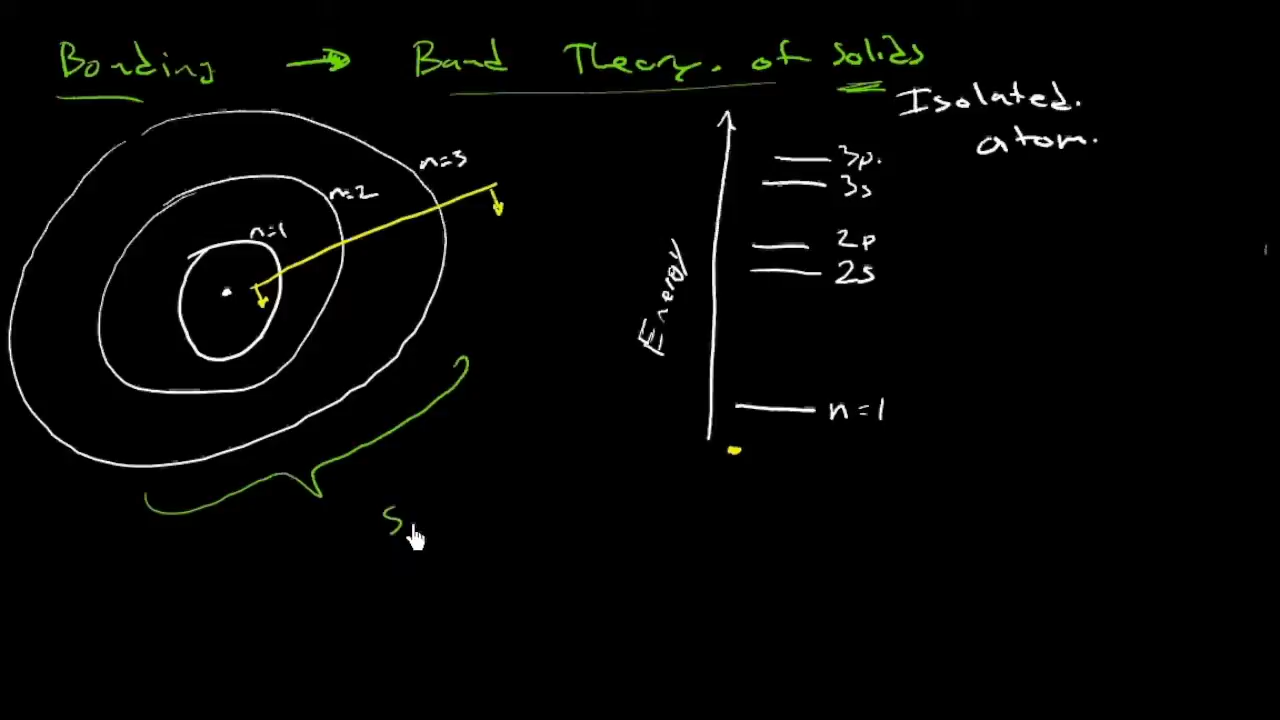 Bonding → Band Theory. of Solids
Isolated.
atom.
n=3
n=2
n=1
3p.
3s
2p
2s
Energy
n=1
S